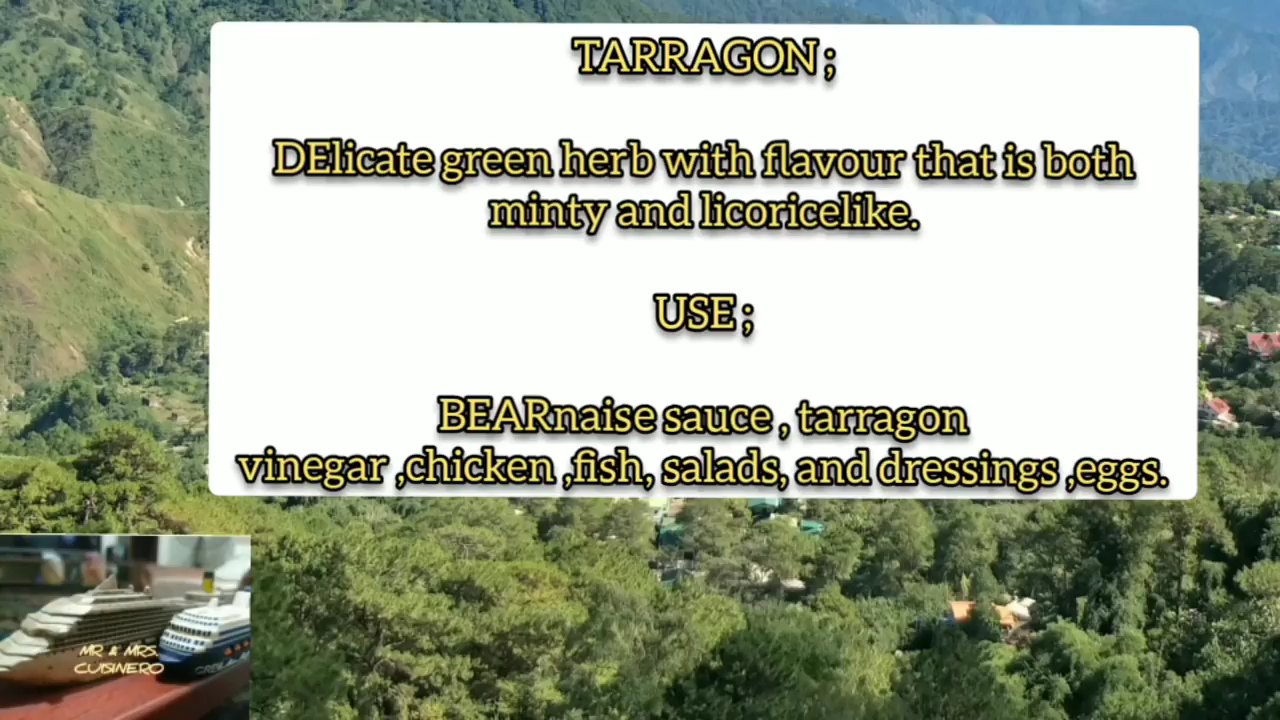 TARRAGON ;
DElicate green herb with flavour that is both
minty and licoricelike.
USE ;
BEARnaise sauce , tarragon
vinegar ,chicken ,fish, salads, and dressings ,eggs.
MR & MRS.
CUISINERO